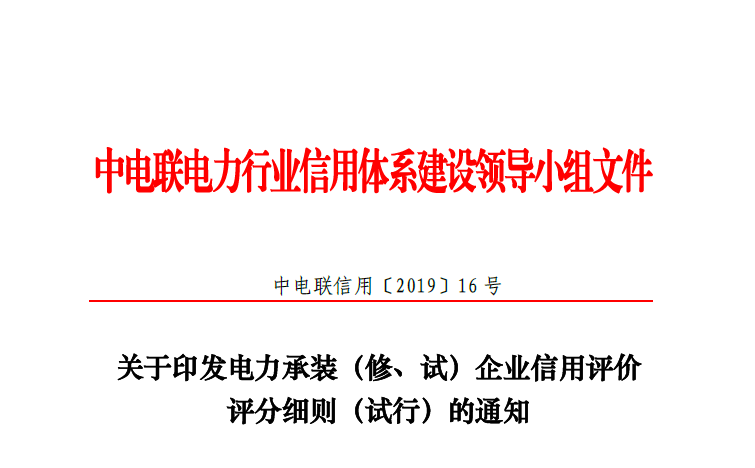 中电联电力行业信用体系建设领导小组文件
中电联信用〔2019〕16号
关于印发电力承装（修、试）企业信用评价
评分细则（试行）的通知